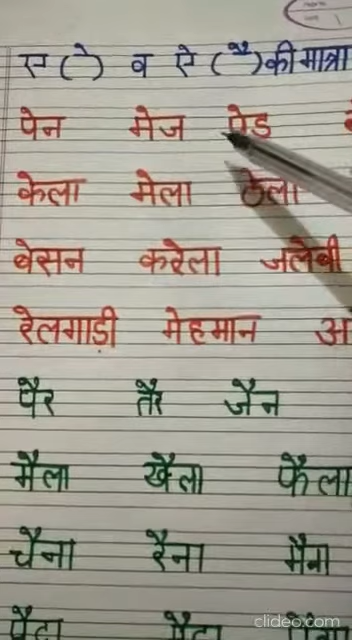 ए ( े ) व ऐ ( ै ) की मात्रा
पेन मेज पेड
केला मेला ठेला
बेसन करेला जलेबी
रेलगाड़ी मेहमान अ
पैर तैर जैन
मैला खैला फैला
चैना रैना मैना
clideo.com